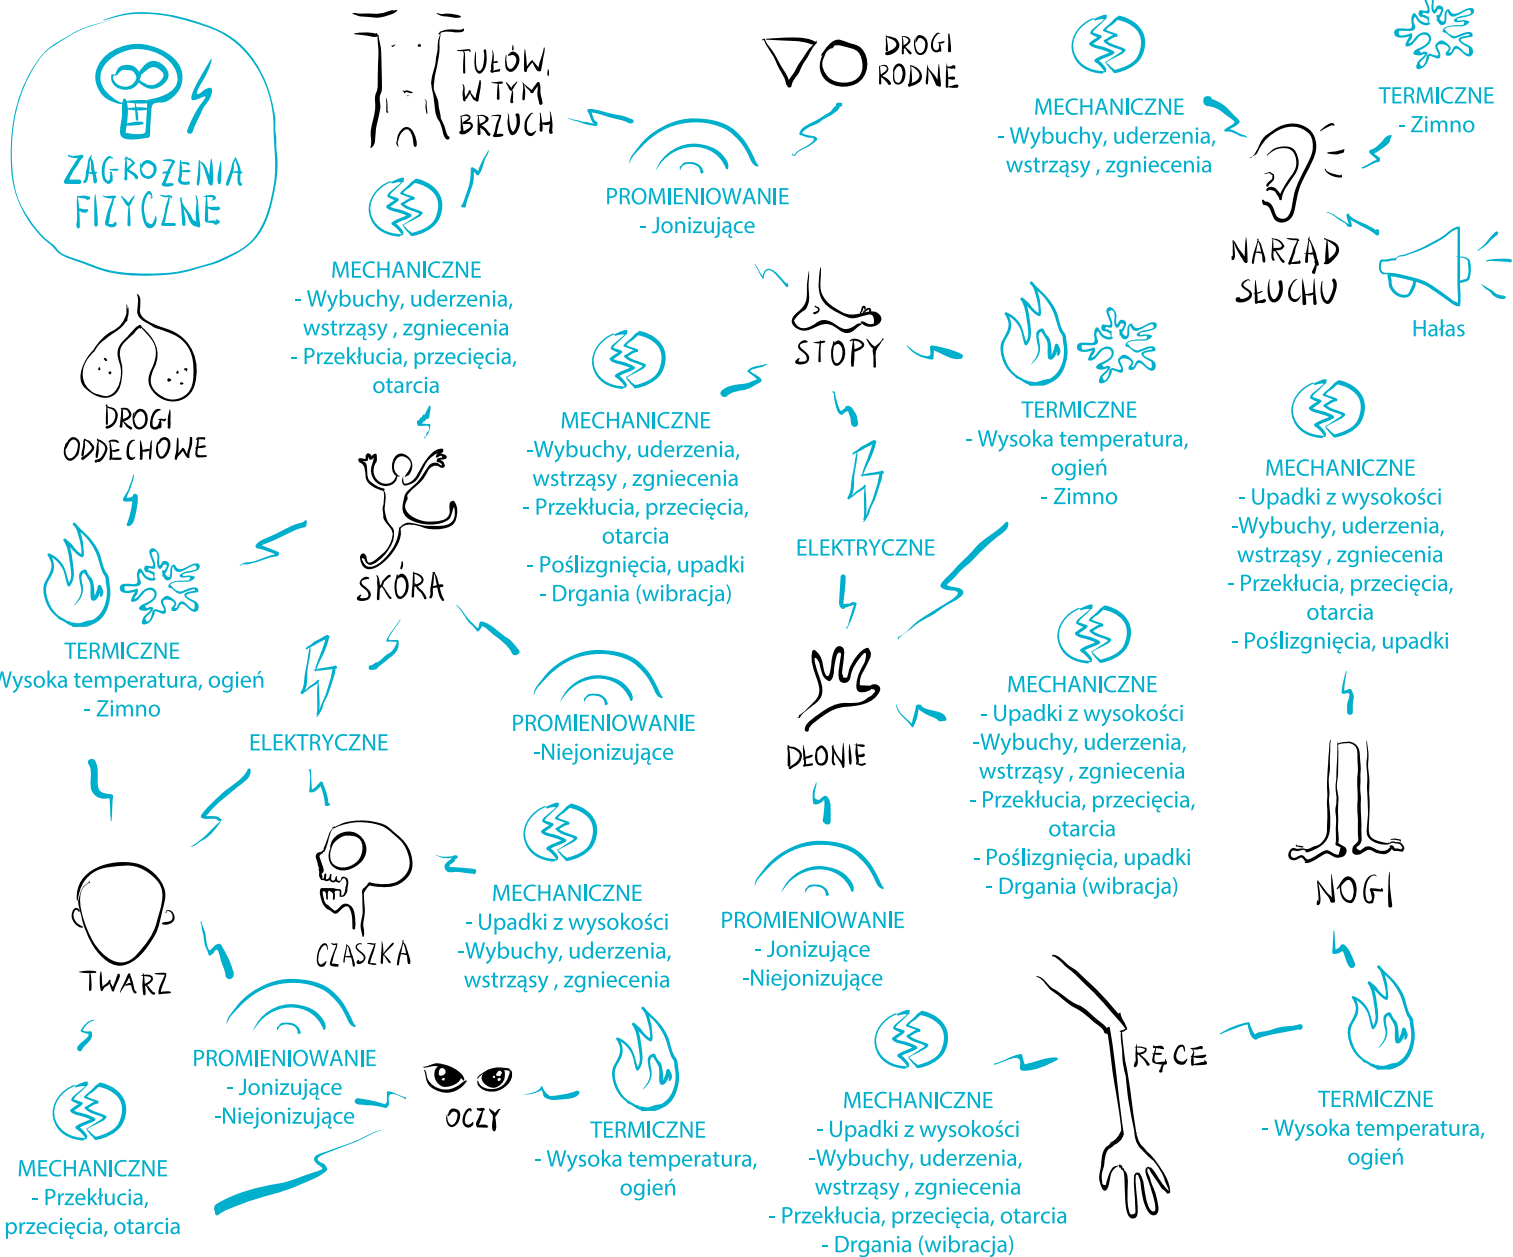 ZAGROŻENIA
FIZYCZNE
TUŁÓW,
W TYM
BRZUCH
DROGI
RODNE
PROMIENIOWANIE
- Jonizujące
MECHANICZNE
- Wybuchy, uderzenia,
wstrząsy , zgniecenia
TERMICZNE
- Zimno
NARZĄD
SŁUCHU
Hałas
MECHANICZNE
- Wybuchy, uderzenia,
wstrząsy , zgniecenia
- Przekłucia, przecięcia,
otarcia
DROGI
ODDECHOWE
STOPY
MECHANICZNE
-Wybuchy, uderzenia,
wstrząsy , zgniecenia
- Przekłucia, przecięcia,
otarcia
- Poślizgnięcia, upadki
- Drgania (wibracja)
TERMICZNE
- Wysoka temperatura,
ogień
- Zimno
MECHANICZNE
- Upadki z wysokości
-Wybuchy, uderzenia,
wstrząsy , zgniecenia
- Przekłucia, przecięcia,
otarcia
- Poślizgnięcia, upadki
SKÓRA
ELEKTRYCZNE
TERMICZNE
Wysoka temperatura, ogień
- Zimno
ELEKTRYCZNE
PROMIENIOWANIE
-Niejonizujące
DŁONIE
MECHANICZNE
- Upadki z wysokości
-Wybuchy, uderzenia,
wstrząsy , zgniecenia
- Przekłucia, przecięcia,
otarcia
- Poślizgnięcia, upadki
- Drgania (wibracja)
NOGI
TWARZ
CZASZKA
MECHANICZNE
- Upadki z wysokości
-Wybuchy, uderzenia,
wstrząsy , zgniecenia
PROMIENIOWANIE
- Jonizujące
-Niejonizujące
PROMIENIOWANIE
- Jonizujące
-Niejonizujące
OCZY
TERMICZNE
- Wysoka temperatura,
ogień
MECHANICZNE
- Upadki z wysokości
-Wybuchy, uderzenia,
wstrząsy , zgniecenia
- Przekłucia, przecięcia, otarcia
- Drgania (wibracja)
RĘCE
TERMICZNE
- Wysoka temperatura,
ogień
MECHANICZNE
- Przekłucia,
przecięcia, otarcia